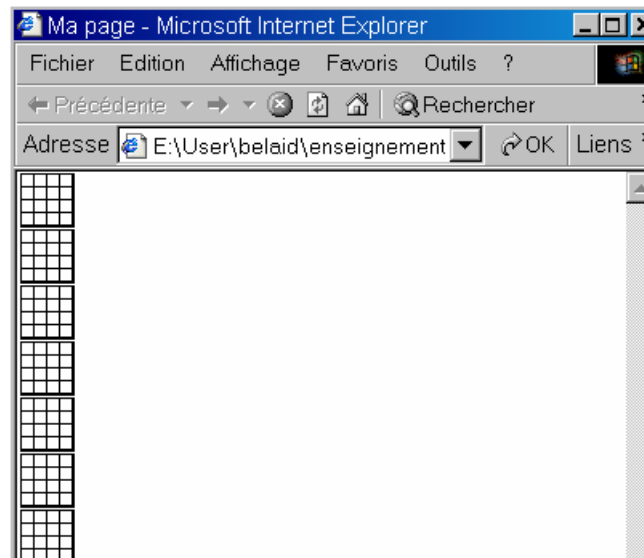 Ma page - Microsoft Internet Explorer
Fichier Edition Affichage Favoris Outils ?
Précédente Rechercher
Adresse E:\User\belaid\enseignement OK Liens